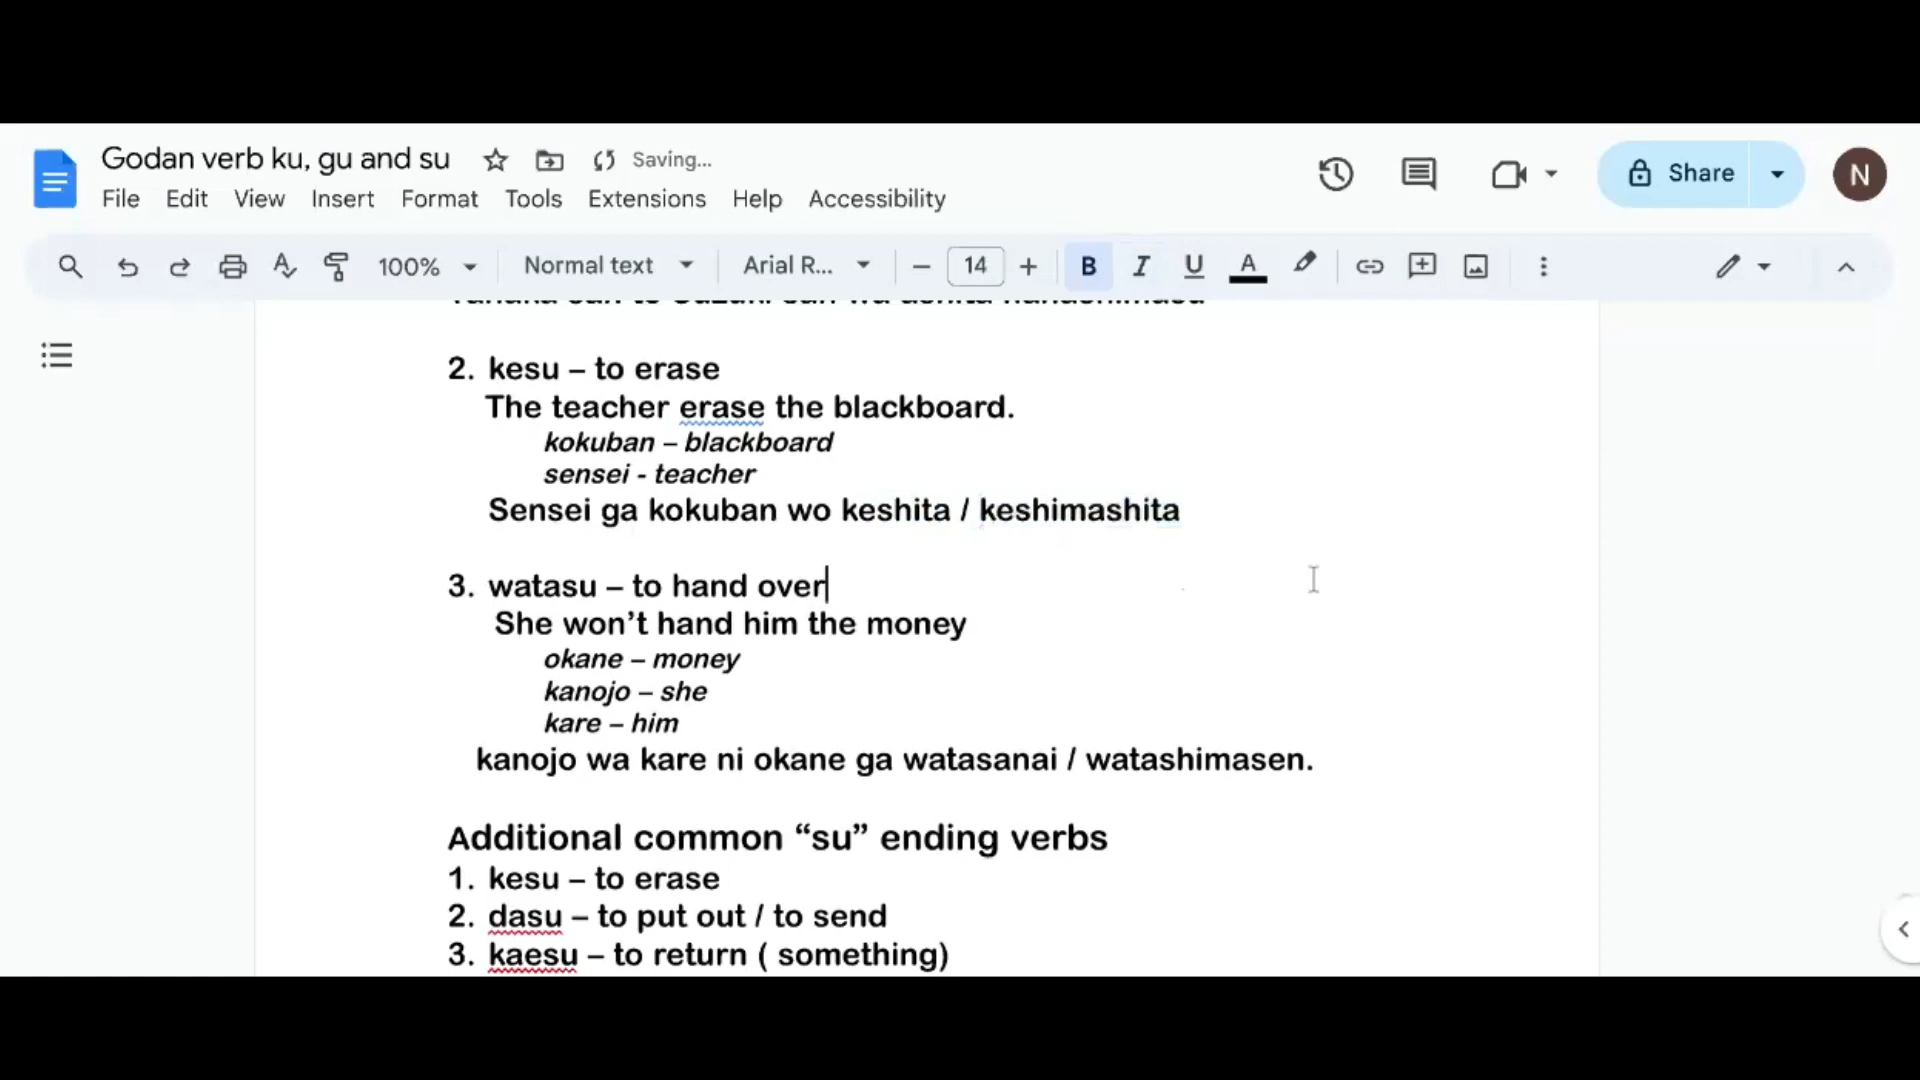 Godan verb ku, gu and su
Saving...
File Edit View Insert Format Tools Extensions Help Accessibility
Share
N
100% Normal text Arial R... 14 B I U A
2. kesu – to erase
The teacher erase the blackboard.
kokuban – blackboard
sensei - teacher
Sensei ga kokuban wo keshita / keshimashita
3. watasu – to hand over
She won’t hand him the money
okane – money
kanojo – she
kare – him
kanojo wa kare ni okane ga watasanai / watashimasen.
Additional common “su” ending verbs
1. kesu – to erase
2. dasu – to put out / to send
3. kaesu – to return ( something)